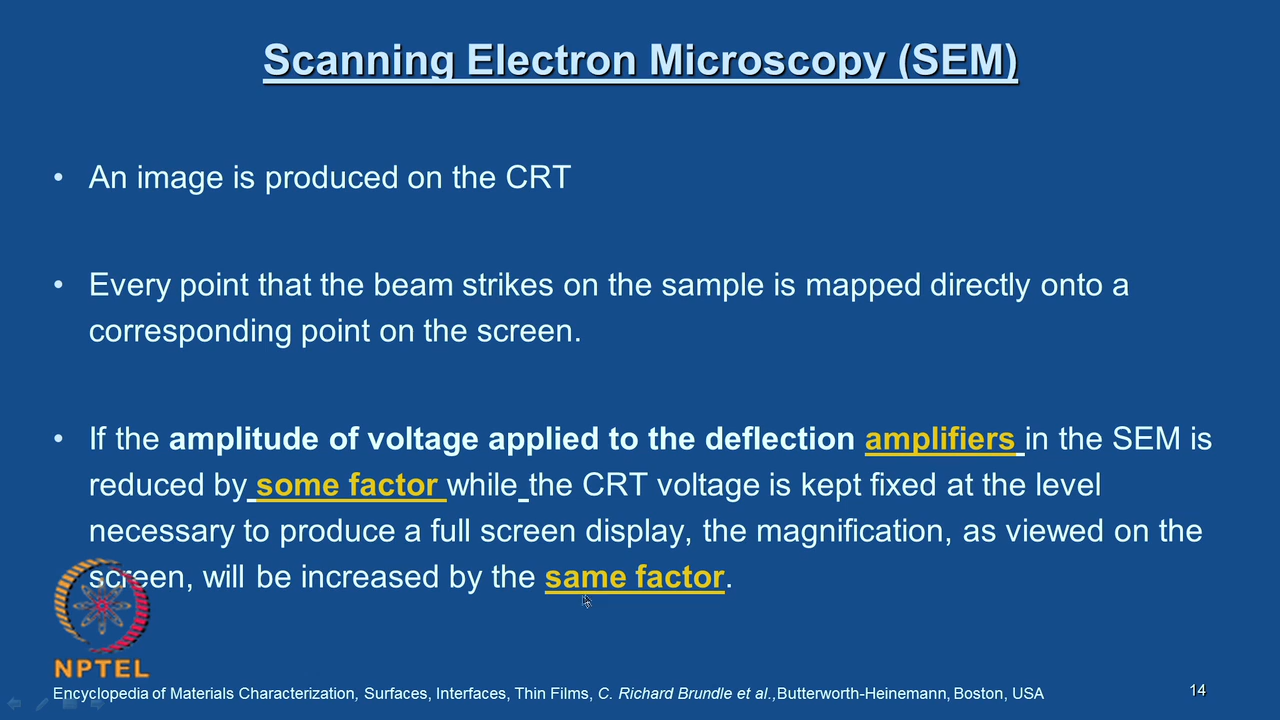 Scanning Electron Microscopy (SEM)
• An image is produced on the CRT
• Every point that the beam strikes on the sample is mapped directly onto a
corresponding point on the screen.
• If the amplitude of voltage applied to the deflection amplifiers in the SEM is
reduced by some factor while the CRT voltage is kept fixed at the level
necessary to produce a full screen display, the magnification, as viewed on the
screen, will be increased by the same factor.
NPTEL
Encyclopedia of Materials Characterization, Surfaces, Interfaces, Thin Films, C. Richard Brundle et al.,Butterworth-Heinemann, Boston, USA
14